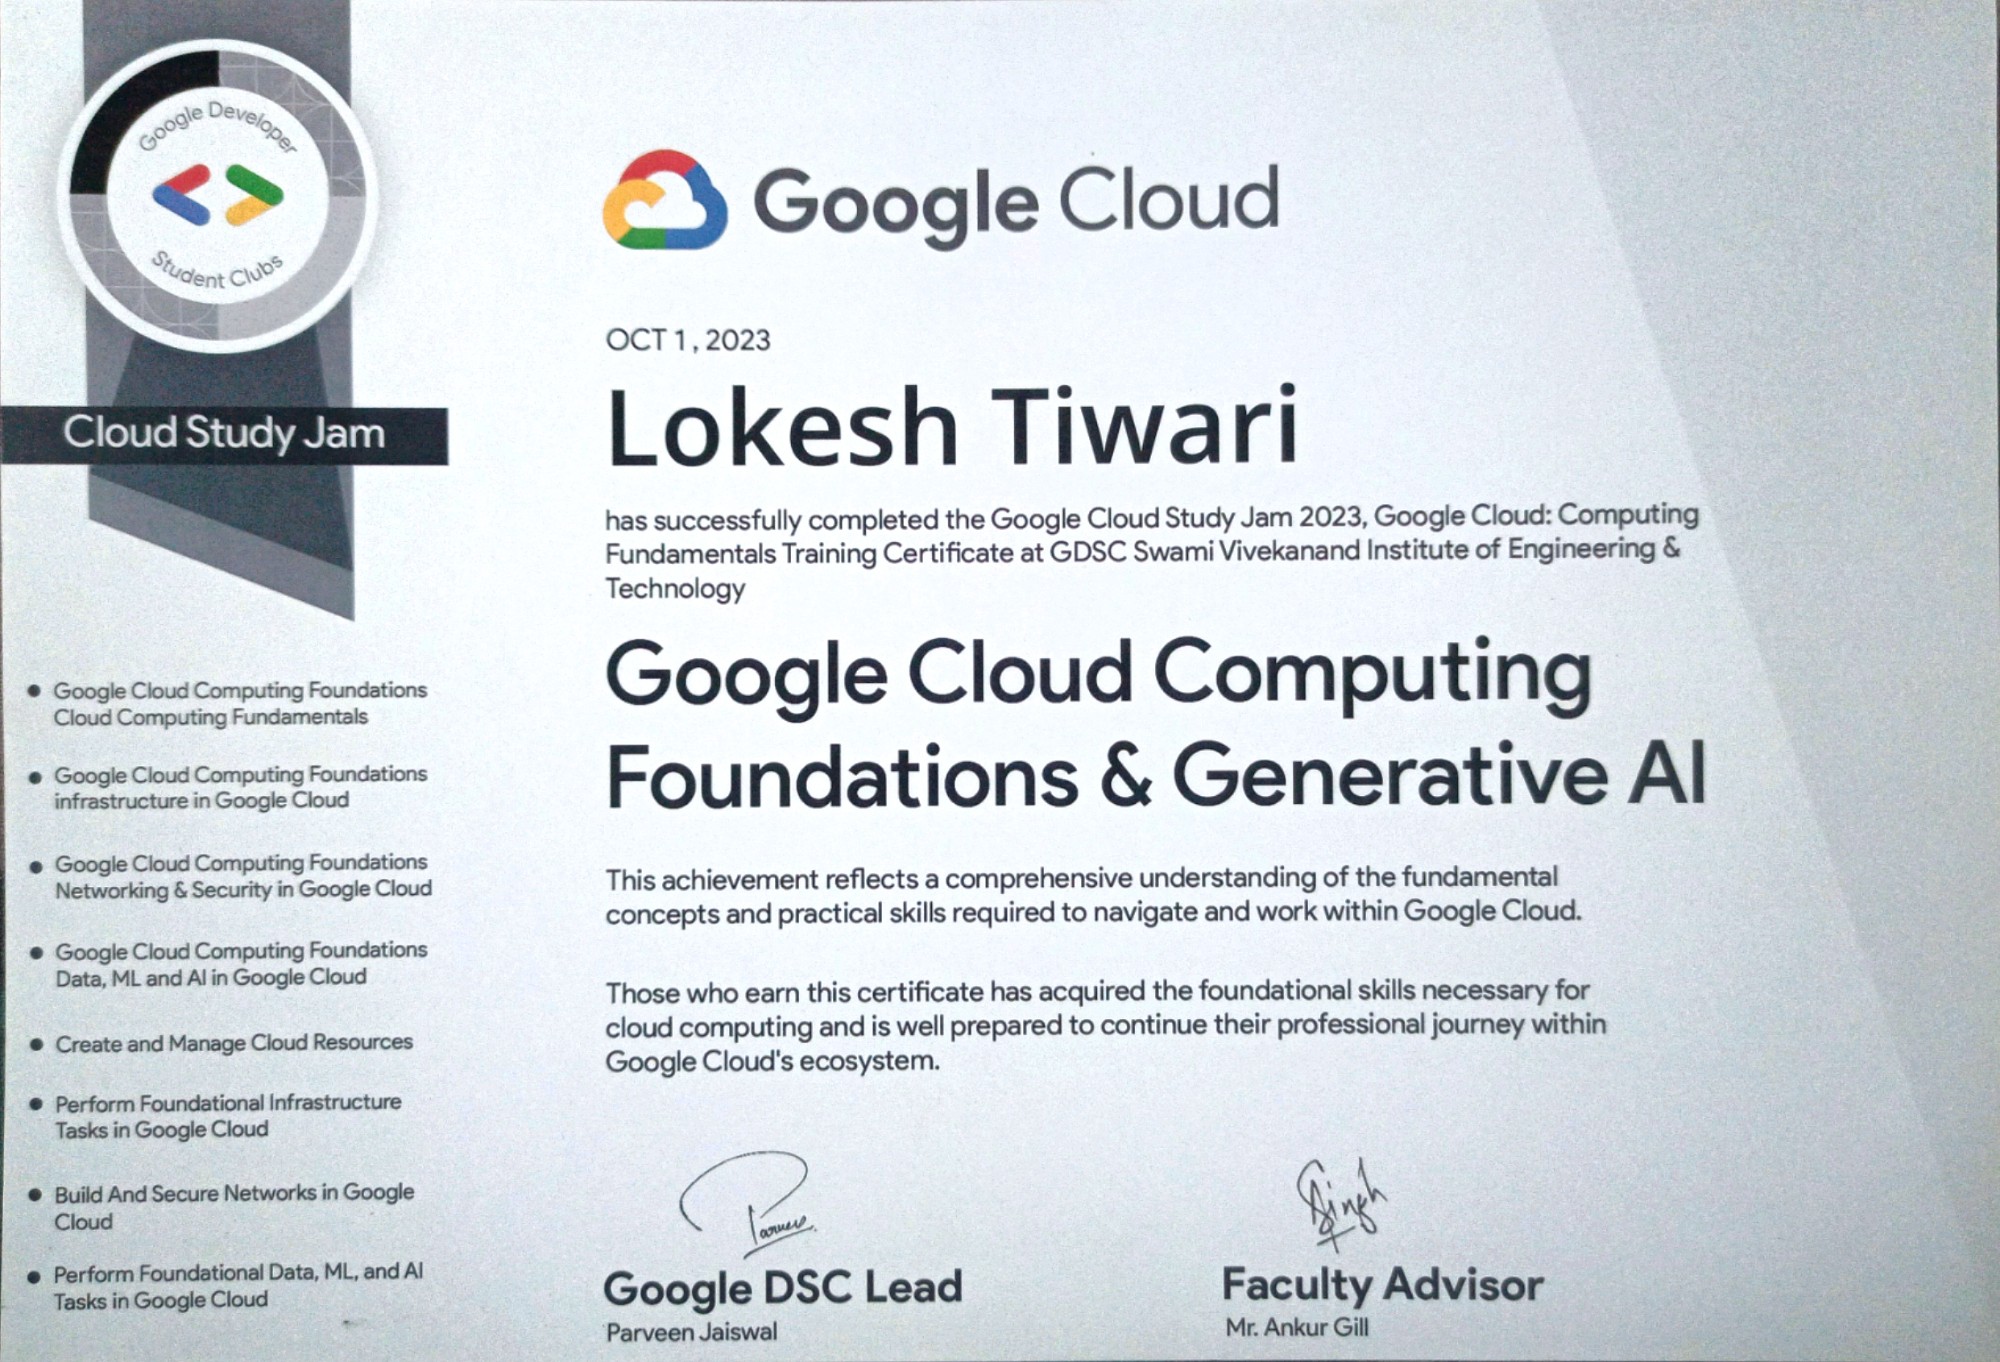 Google Developer
Student Clubs
Cloud Study Jam
Google Cloud Computing Foundations
Cloud Computing Fundamentals
Google Cloud Computing Foundations
infrastructure in Google Cloud
Google Cloud Computing Foundations
Networking & Security in Google Cloud
Google Cloud Computing Foundations
Data, ML and AI in Google Cloud
Create and Manage Cloud Resources
Perform Foundational Infrastructure
Tasks in Google Cloud
Build And Secure Networks in Google
Cloud
Perform Foundational Data, ML, and AI
Tasks in Google Cloud
Google Cloud
OCT 1, 2023
Lokesh Tiwari
has successfully completed the Google Cloud Study Jam 2023, Google Cloud: Computing
Fundamentals Training Certificate at GDSC Swami Vivekanand Institute of Engineering &
Technology
Google Cloud Computing
Foundations & Generative AI
This achievement reflects a comprehensive understanding of the fundamental
concepts and practical skills required to navigate and work within Google Cloud.
Those who earn this certificate has acquired the foundational skills necessary for
cloud computing and is well prepared to continue their professional journey within
Google Cloud's ecosystem.
Singh
Google DSC Lead
Parveen Jaiswal
Faculty Advisor
Mr. Ankur Gill